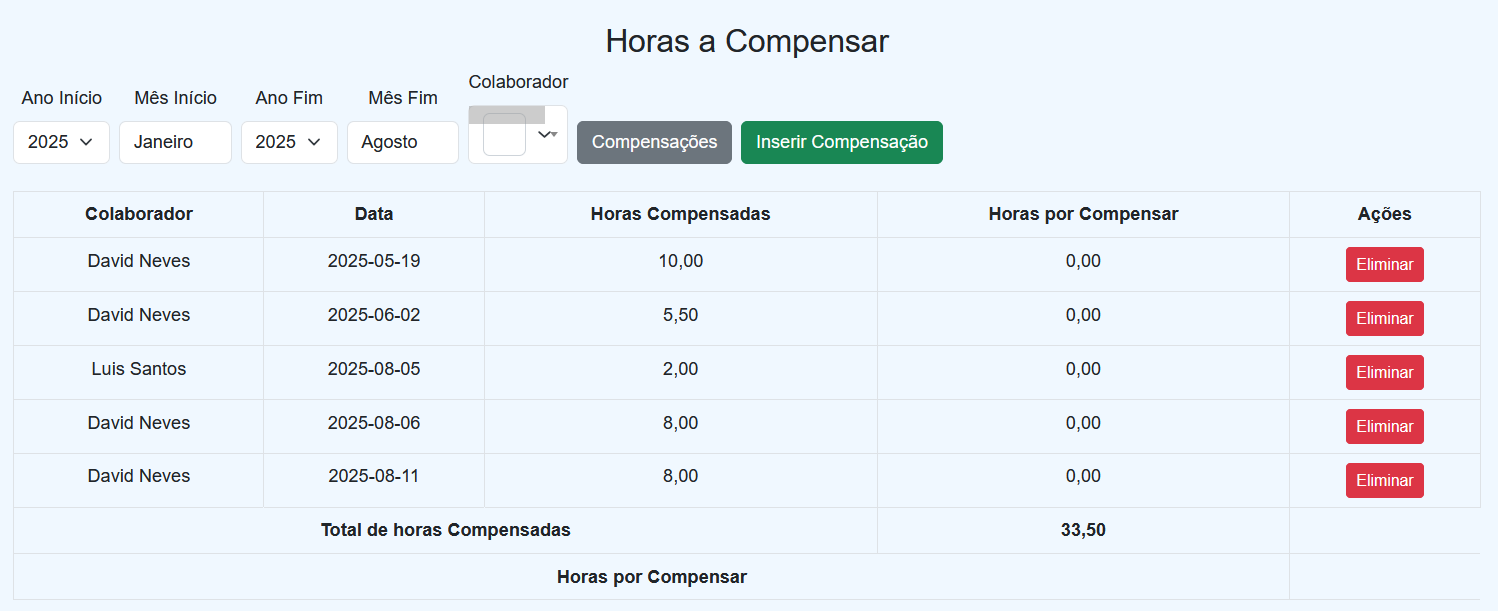 Horas a Compensar
Ano Início Mês Início Ano Fim Mês Fim Colaborador
2025 Janeiro 2025 Agosto Compensações Inserir Compensação
Colaborador Data Horas Compensadas Horas por Compensar Ações
David Neves 2025-05-19 10,00 0,00 Eliminar
David Neves 2025-06-02 5,50 0,00 Eliminar
Luis Santos 2025-08-05 2,00 0,00 Eliminar
David Neves 2025-08-06 8,00 0,00 Eliminar
David Neves 2025-08-11 8,00 0,00 Eliminar
Total de horas Compensadas 33,50
Horas por Compensar